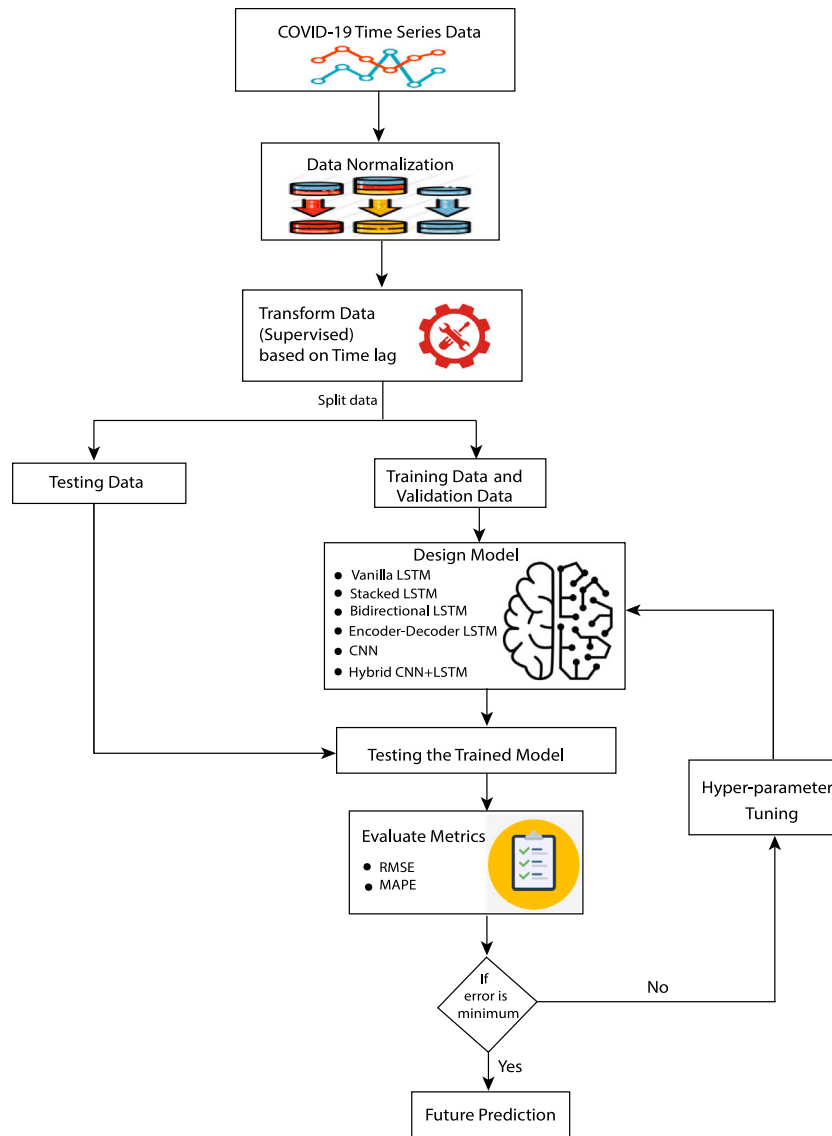 COVID-19 Time Series Data
Data Normalization
Transform Data
(Supervised)
based on Time lag
Split data
Testing Data
Training Data and
Validation Data
Design Model
Vanilla LSTM
Stacked LSTM
Bidirectional LSTM
Encoder-Decoder LSTM
CNN
Hybrid CNN+LSTM
Testing the Trained Model
Hyper-parameter
Tuning
Evaluate Metrics
RMSE
MAPE
If
error is
minimum
No
Yes
Future Prediction